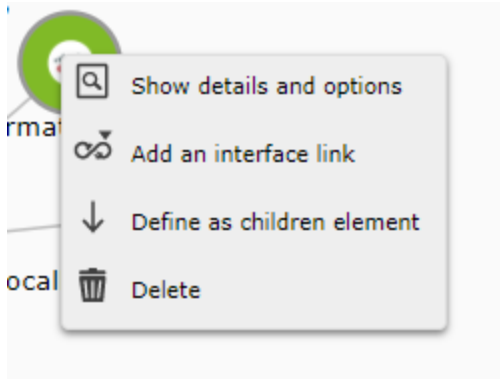 Show details and options
rmat
Add an interface link
Define as children element
ocal
Delete